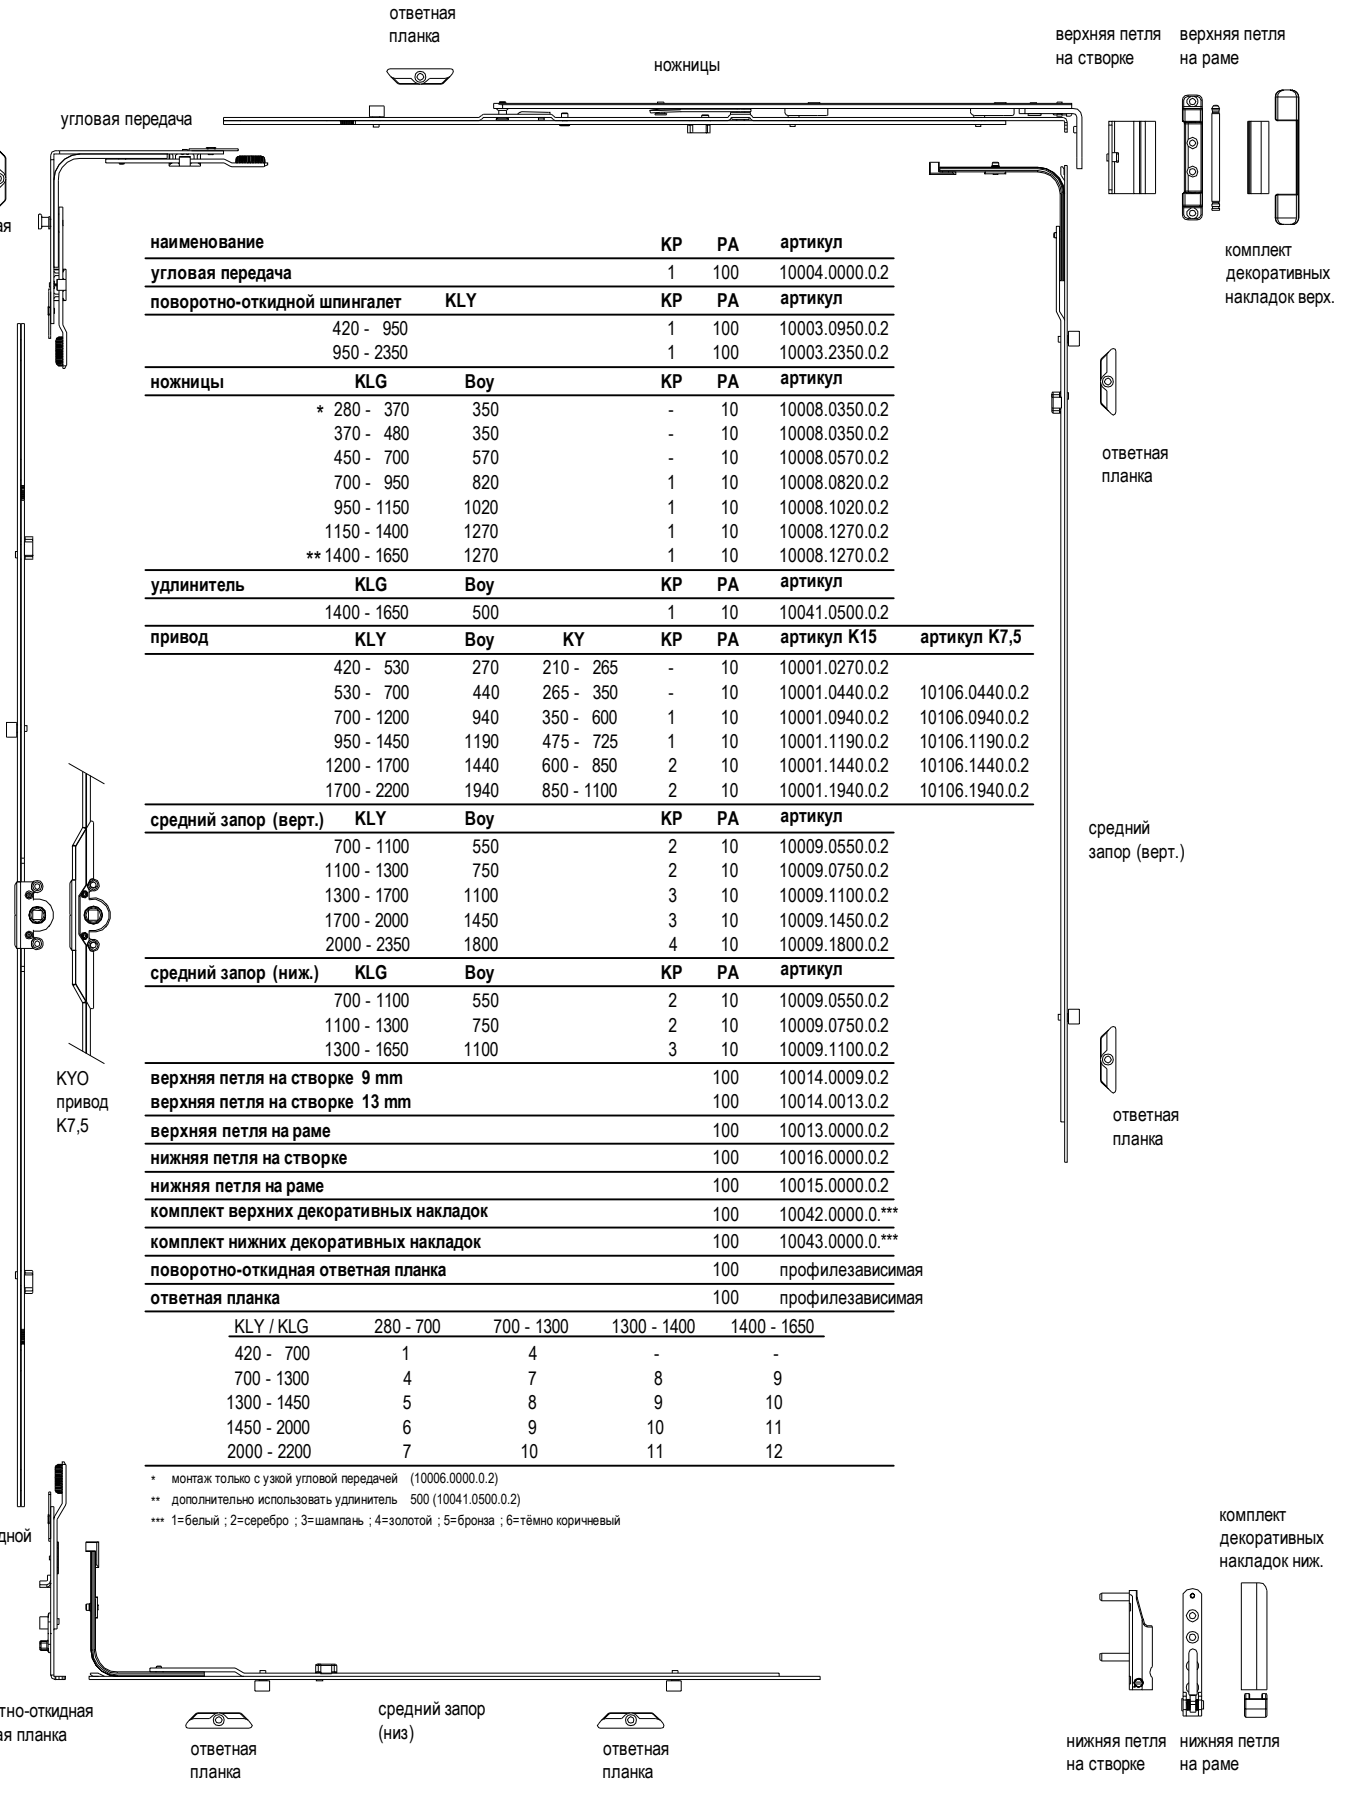 ответная
планка
ножницы
верхняя петля
на створке
верхняя петля
на раме
угловая передача
ая
комплект
декоративных
накладок верх.
наименование KP PA артикул
угловая передача 1 100 10004.0000.0.2
поворотно-откидной шпингалет KLY KP PA артикул
420 - 950 1 100 10003.0950.0.2
950 - 2350 1 100 10003.2350.0.2
ножницы KLG Boy KP PA артикул
* 280 - 370 350 - 10 10008.0350.0.2
370 - 480 350 - 10 10008.0350.0.2
450 - 700 570 - 10 10008.0570.0.2
700 - 950 820 1 10 10008.0820.0.2
950 - 1150 1020 1 10 10008.1020.0.2
1150 - 1400 1270 1 10 10008.1270.0.2
** 1400 - 1650 1270 1 10 10008.1270.0.2
удлинитель KLG Boy KP PA артикул
1400 - 1650 500 1 10 10041.0500.0.2
привод KLY Boy KY KP PA артикул K15 артикул K7,5
420 - 530 270 210 - 265 - 10 10001.0270.0.2
530 - 700 440 265 - 350 - 10 10001.0440.0.2 10106.0440.0.2
700 - 1200 940 350 - 600 1 10 10001.0940.0.2 10106.0940.0.2
950 - 1450 1190 475 - 725 1 10 10001.1190.0.2 10106.1190.0.2
1200 - 1700 1440 600 - 850 2 10 10001.1440.0.2 10106.1440.0.2
1700 - 2200 1940 850 - 1100 2 10 10001.1940.0.2 10106.1940.0.2
средний запор (верт.) KLY Boy KP PA артикул
700 - 1100 550 2 10 10009.0550.0.2
1100 - 1300 750 2 10 10009.0750.0.2
1300 - 1700 1100 3 10 10009.1100.0.2
1700 - 2000 1450 3 10 10009.1450.0.2
2000 - 2350 1800 4 10 10009.1800.0.2
средний запор (ниж.) KLG Boy KP PA артикул
700 - 1100 550 2 10 10009.0550.0.2
1100 - 1300 750 2 10 10009.0750.0.2
1300 - 1650 1100 3 10 10009.1100.0.2
верхняя петля на створке 9 mm 100 10014.0009.0.2
верхняя петля на створке 13 mm 100 10014.0013.0.2
верхняя петля на раме 100 10013.0000.0.2
нижняя петля на створке 100 10016.0000.0.2
нижняя петля на раме 100 10015.0000.0.2
комплект верхних декоративных накладок 100 10042.0000.0.***
комплект нижних декоративных накладок 100 10043.0000.0.***
поворотно-откидная ответная планка 100 профилезависимая
ответная планка 100 профилезависимая
KLY / KLG 280 - 700 700 - 1300 1300 - 1400 1400 - 1650
420 - 700 1 4 - -
700 - 1300 4 7 8 9
1300 - 1450 5 8 9 10
1450 - 2000 6 9 10 11
2000 - 2200 7 10 11 12
* монтаж только с узкой угловой передачей (10006.0000.0.2)
** дополнительно использовать удлинитель 500 (10041.0500.0.2)
*** 1=белый ; 2=серебро ; 3=шампань ; 4=золотой ; 5=бронза ; 6=тёмно коричневый
ответная
планка
средний
запор (верт.)
KYO
привод
K7,5
ответная
планка
дной
комплект
декоративных
накладок ниж.
тно-откидная
ая планка
ответная
планка
средний запор
(низ)
ответная
планка
нижняя петля
на створке
нижняя петля
на раме